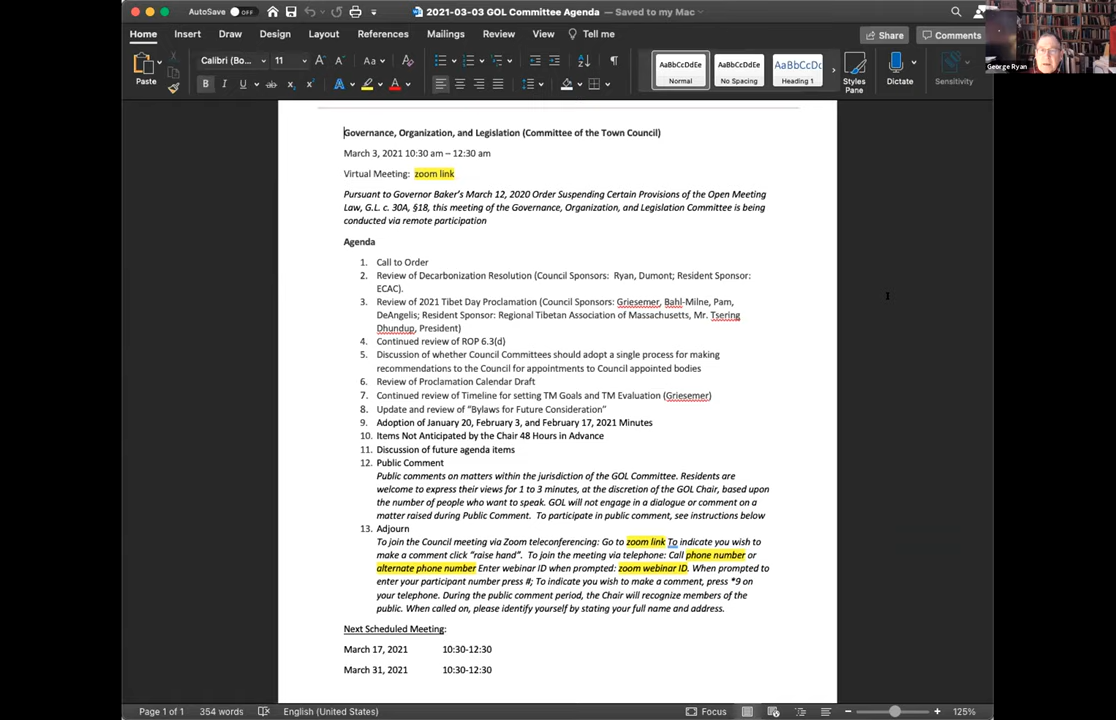 AutoSave OFF
2021-03-03 GOL Committee Agenda — Saved to my Mac
Home Insert Draw Design Layout References Mailings Review View Tell me
Share Comments
George Ryan
Paste
Calibri (Bo... 11
AaBbCcDdEe AaBbCcDdEe AaBbCcDc
Normal No Spacing Heading 1
Styles Pane
Dictate
Sensitivity
Governance, Organization, and Legislation (Committee of the Town Council)
March 3, 2021 10:30 am – 12:30 am
Virtual Meeting: zoom link
Pursuant to Governor Baker's March 12, 2020 Order Suspending Certain Provisions of the Open Meeting
Law, G.L. c. 30A, §18, this meeting of the Governance, Organization, and Legislation Committee is being
conducted via remote participation
Agenda
1. Call to Order
2. Review of Decarbonization Resolution (Council Sponsors: Ryan, Dumont; Resident Sponsor:
ECAC).
3. Review of 2021 Tibet Day Proclamation (Council Sponsors: Griesemer, Bahl-Milne, Pam,
DeAngelis; Resident Sponsor: Regional Tibetan Association of Massachusetts, Mr. Tsering
Dhundup, President)
4. Continued review of ROP 6.3(d)
5. Discussion of whether Council Committees should adopt a single process for making
recommendations to the Council for appointments to Council appointed bodies
6. Review of Proclamation Calendar Draft
7. Continued review of Timeline for setting TM Goals and TM Evaluation (Griesemer)
8. Update and review of "Bylaws for Future Consideration"
9. Adoption of January 20, February 3, and February 17, 2021 Minutes
10. Items Not Anticipated by the Chair 48 Hours in Advance
11. Discussion of future agenda items
12. Public Comment
Public comments on matters within the jurisdiction of the GOL Committee. Residents are
welcome to express their views for 1 to 3 minutes, at the discretion of the GOL Chair, based upon
the number of people who want to speak. GOL will not engage in a dialogue or comment on a
matter raised during Public Comment. To participate in public comment, see instructions below
13. Adjourn
To join the Council meeting via Zoom teleconferencing: Go to zoom link To indicate you wish to
make a comment click "raise hand". To join the meeting via telephone: Call phone number or
alternate phone number Enter webinar ID when prompted: zoom webinar ID. When prompted to
enter your participant number press #; To indicate you wish to make a comment, press *9 on
your telephone. During the public comment period, the Chair will recognize members of the
public. When called on, please identify yourself by stating your full name and address.
Next Scheduled Meeting:
March 17, 2021 10:30-12:30
March 31, 2021 10:30-12:30
Page 1 of 1 354 words English (United States) Focus 125%